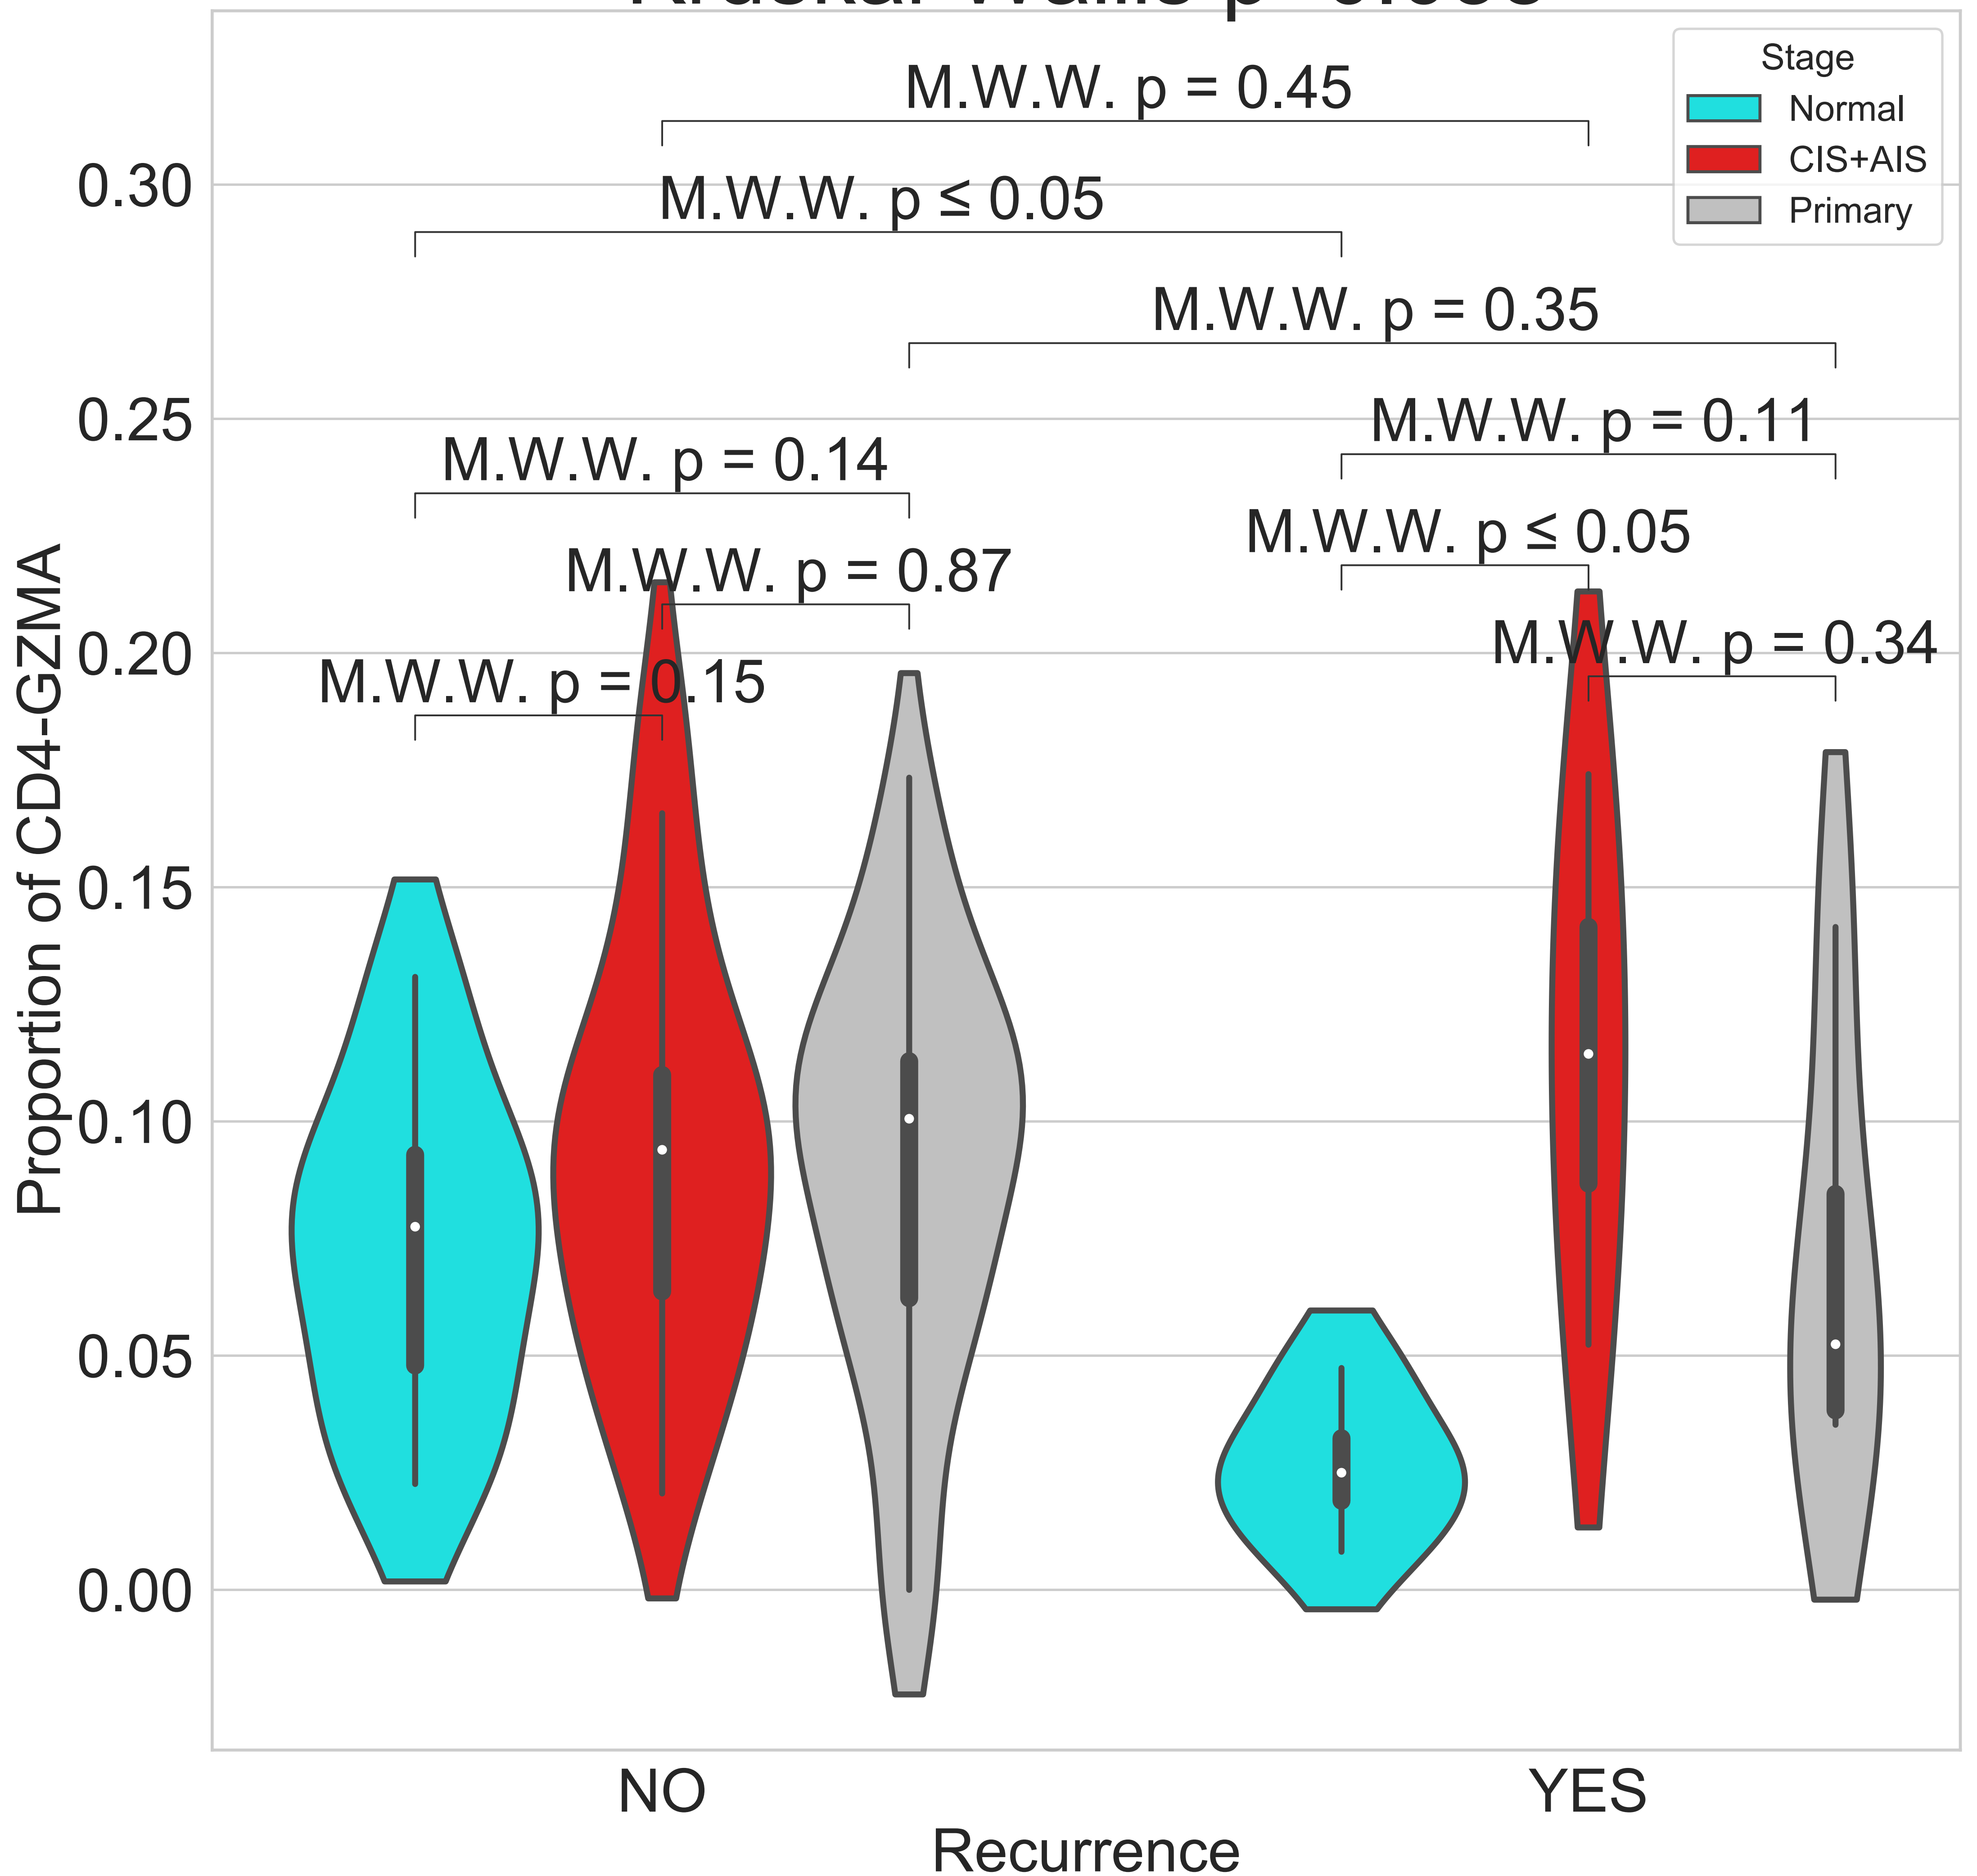 Stage
Normal
CIS+AIS
Primary
M.W.W. p = 0.45
M.W.W. p ≤ 0.05
M.W.W. p = 0.35
M.W.W. p = 0.11
M.W.W. p = 0.14
M.W.W. p ≤ 0.05
M.W.W. p = 0.87
M.W.W. p = 0.34
M.W.W. p = 0.15
Proportion of CD4-GZMA
0.30
0.25
0.20
0.15
0.10
0.05
0.00
NO
YES
Recurrence